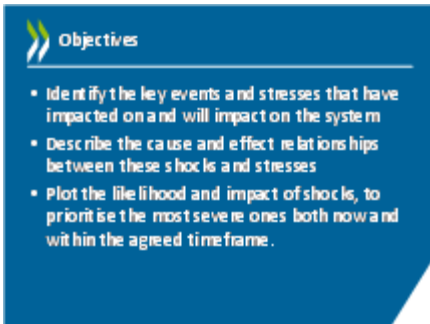 Objectives
• Identify the key events and stresses that have
impacted on and will impact on the system
• Describe the cause and effect relationships
between these shocks and stresses
• Plot the likelihood and impact of shocks, to
prioritise the most severe ones both now and
within the agreed timeframe.